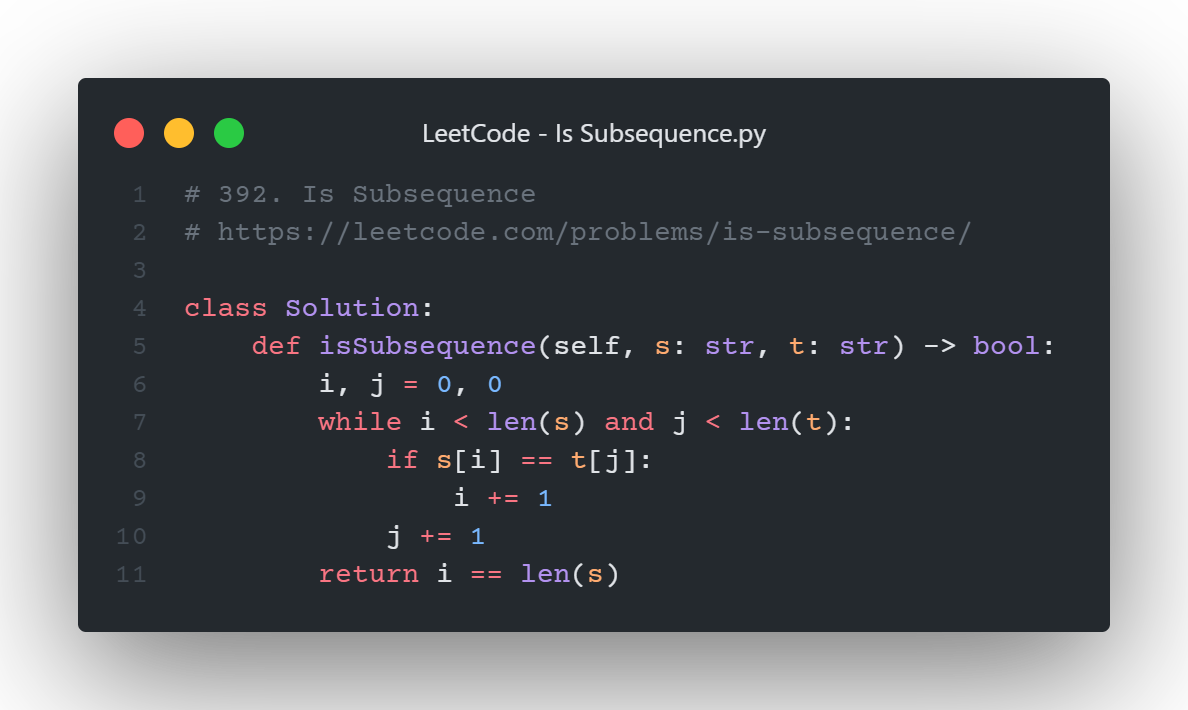 LeetCode - Is Subsequence.py
1 # 392. Is Subsequence
2 # https://leetcode.com/problems/is-subsequence/
3
4 class Solution:
5     def isSubsequence(self, s: str, t: str) -> bool:
6         i, j = 0, 0
7         while i < len(s) and j < len(t):
8             if s[i] == t[j]:
9                 i += 1
10             j += 1
11         return i == len(s)